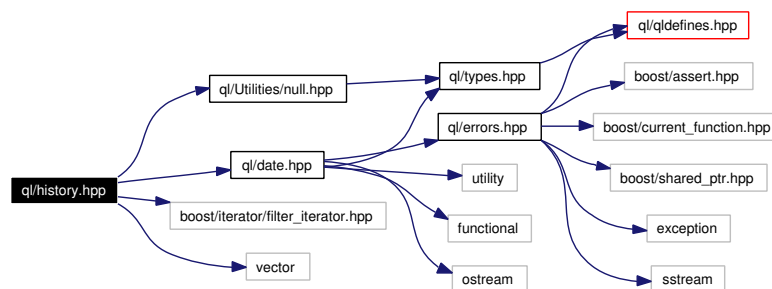 ql/history.hpp
ql/Utilities/null.hpp
ql/date.hpp
boost/iterator/filter_iterator.hpp
vector
ql/types.hpp
ql/errors.hpp
utility
functional
ostream
ql/qldefines.hpp
boost/assert.hpp
boost/current_function.hpp
boost/shared_ptr.hpp
exception
sstream